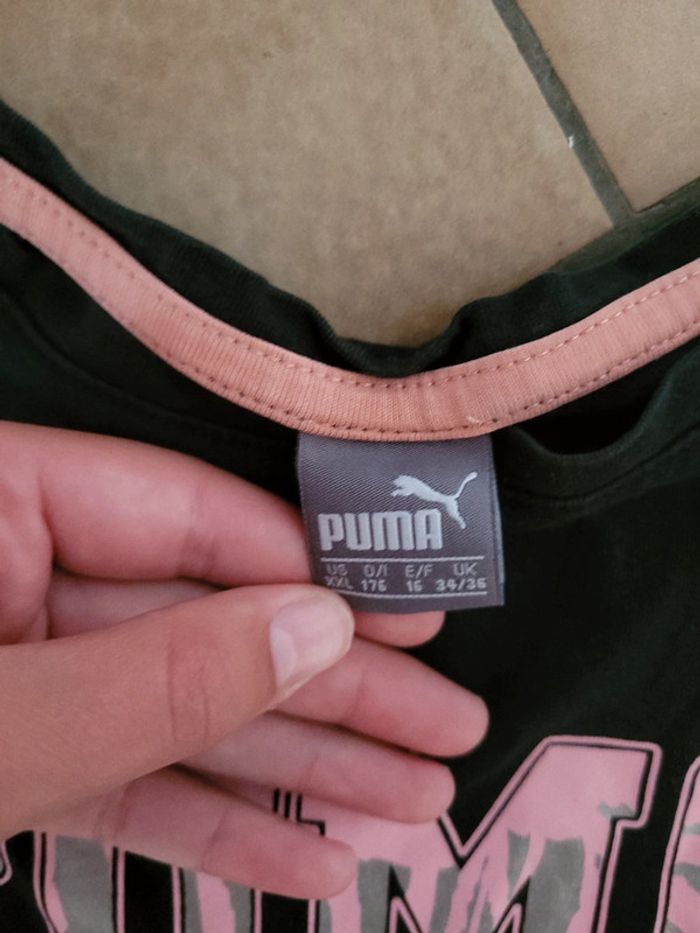 PUMA
US D/I E/F UK
XXL 176 16 34/36